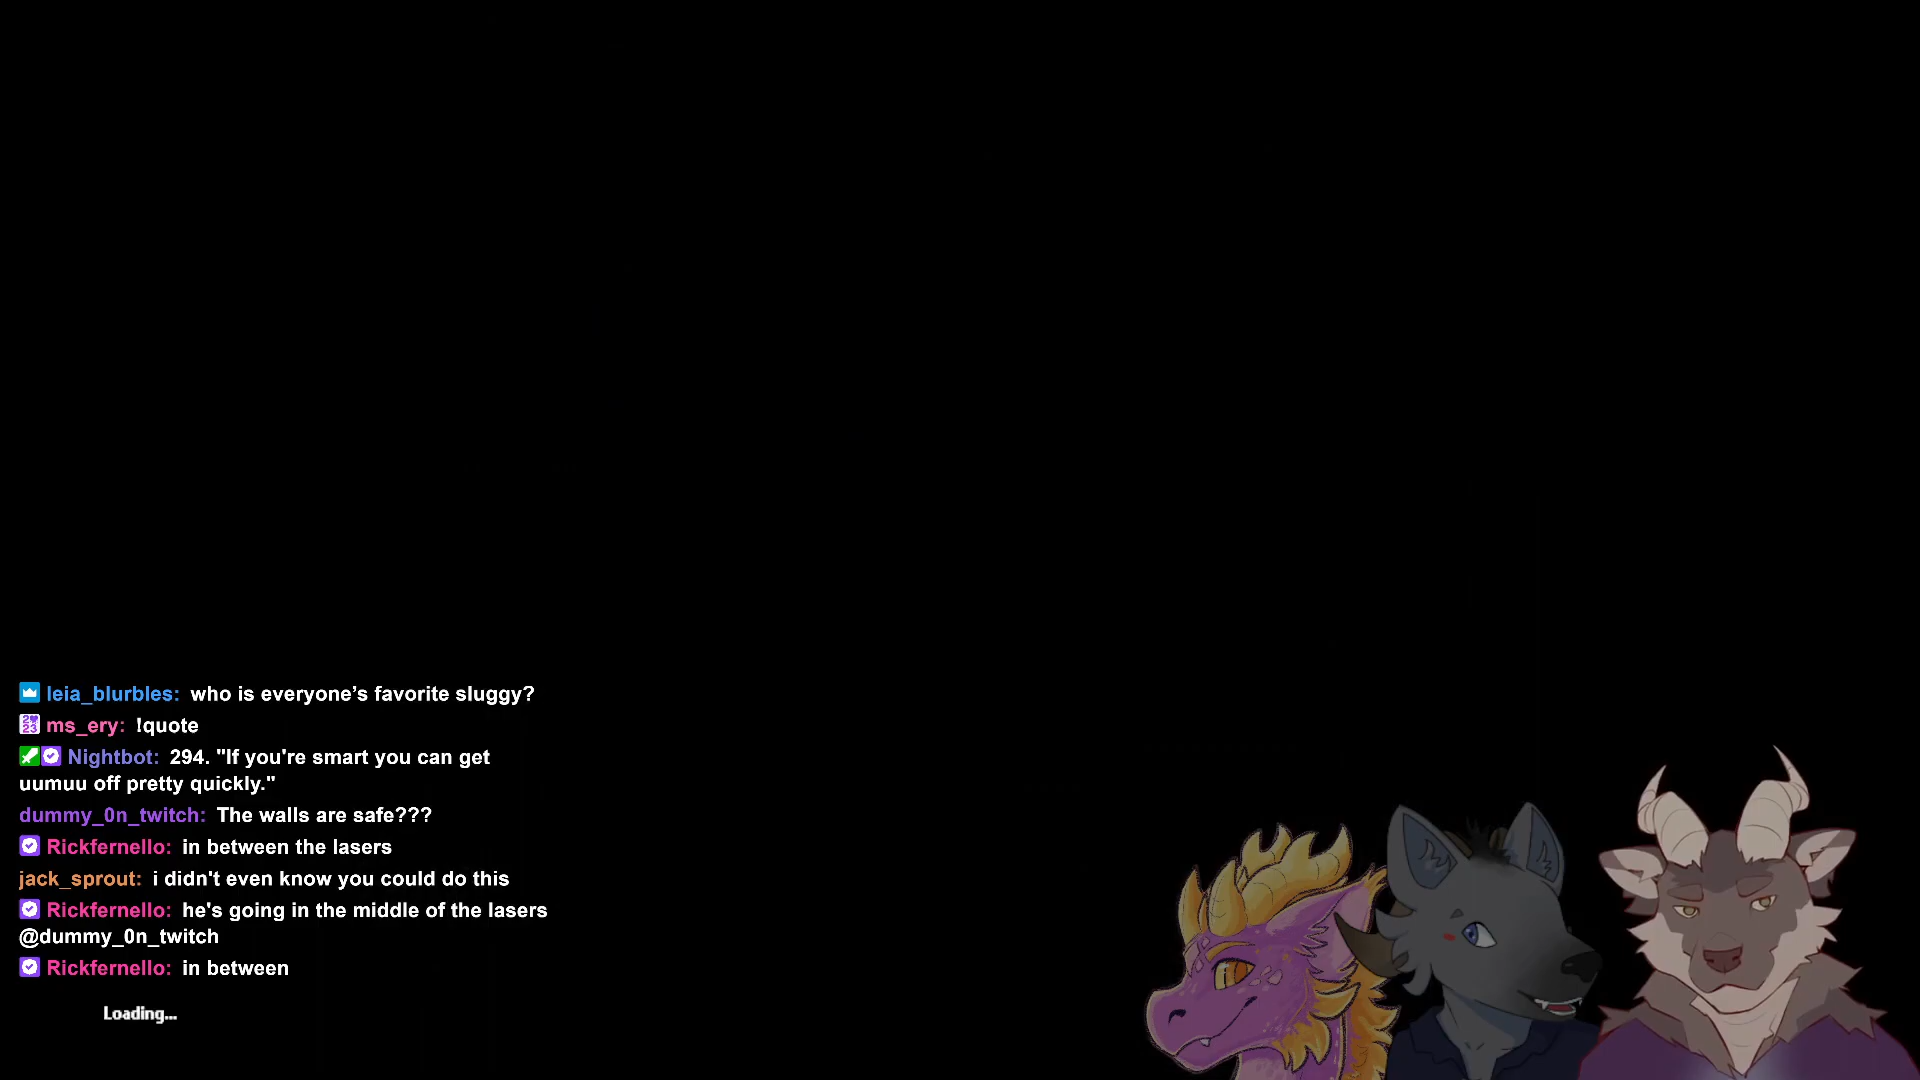 leia_blurbles: who is everyone’s favorite sluggy?
ms_ery: !quote
Nightbot: 294. "If you're smart you can get
uumuu off pretty quickly."
dummy_0n_twitch: The walls are safe???
Rickfernello: in between the lasers
jack_sprout: i didn't even know you could do this
Rickfernello: he's going in the middle of the lasers
@dummy_0n_twitch
Rickfernello: in between
Loading...